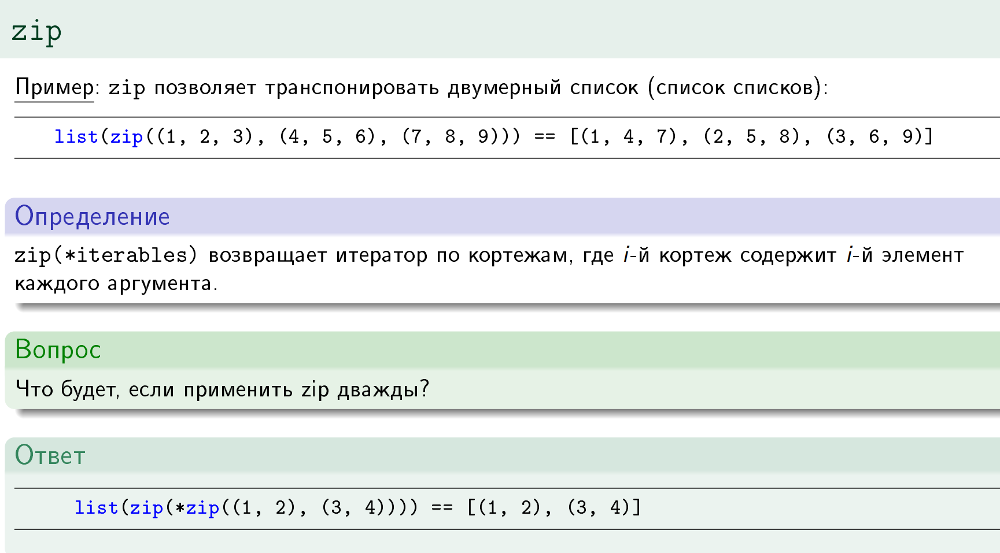 zip
Пример: zip позволяет транспонировать двумерный список (список списков):
list(zip((1, 2, 3), (4, 5, 6), (7, 8, 9))) == [(1, 4, 7), (2, 5, 8), (3, 6, 9)]
Определение
zip(*iterables) возвращает итератор по кортежам, где i-й кортеж содержит i-й элемент
каждого аргумента.
Вопрос
Что будет, если применить zip дважды?
Ответ
list(zip(*zip((1, 2), (3, 4)))) == [(1, 2), (3, 4)]